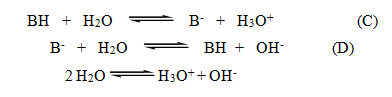 BH + H2O ⇌ B- + H3O+ (C)
B- + H2O ⇌ BH + OH- (D)
2 H2O ⇌ H3O+ + OH-